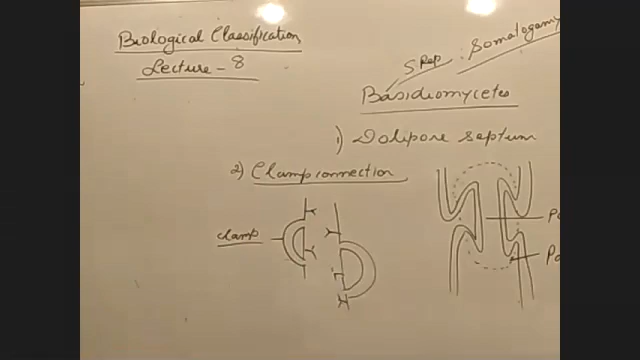 Biological Classification
Lecture - 8
S. Rep : Somatogamy
Basidiomycetes
1) Dolipore septum
2) Clamp connection
clamp